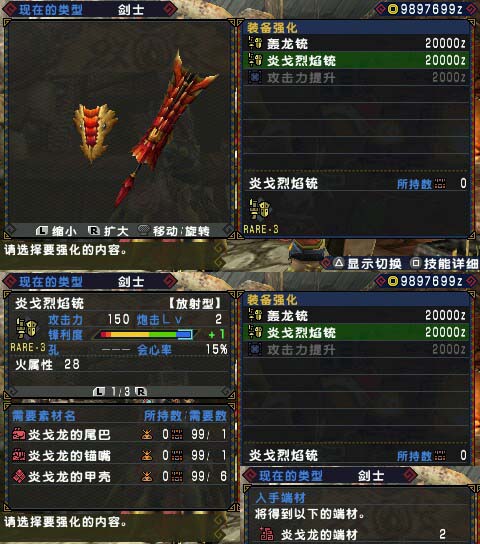 现在的类型 剑士
9897699z
装备强化
轰龙铳 20000z
炎戈烈焰铳 20000z
攻击力提升 20000z
炎戈烈焰铳 所持数 0
RARE-3
L 缩小 R 扩大 移动/旋转
请选择要强化的内容。
△显示切换 □技能详细
现在的类型 剑士
9897699z
炎戈烈焰铳 【放射型】
攻击力 150 炮击Lv 2
锋利度 +1
RARE-3
孔 --- 会心率 15%
火属性 28
L 1/3 R
需要素材名 所持数/需要数
炎戈龙的尾巴 0 99/ 1
炎戈龙的锚嘴 0 99/ 1
炎戈龙的甲壳 0 99/ 6
请选择要强化的内容。
装备强化
轰龙铳 20000z
炎戈烈焰铳 20000z
攻击力提升 20000z
炎戈烈焰铳 所持数 0
现在的类型 剑士
入手端材
将得到以下的端材。
炎戈龙的端材 2